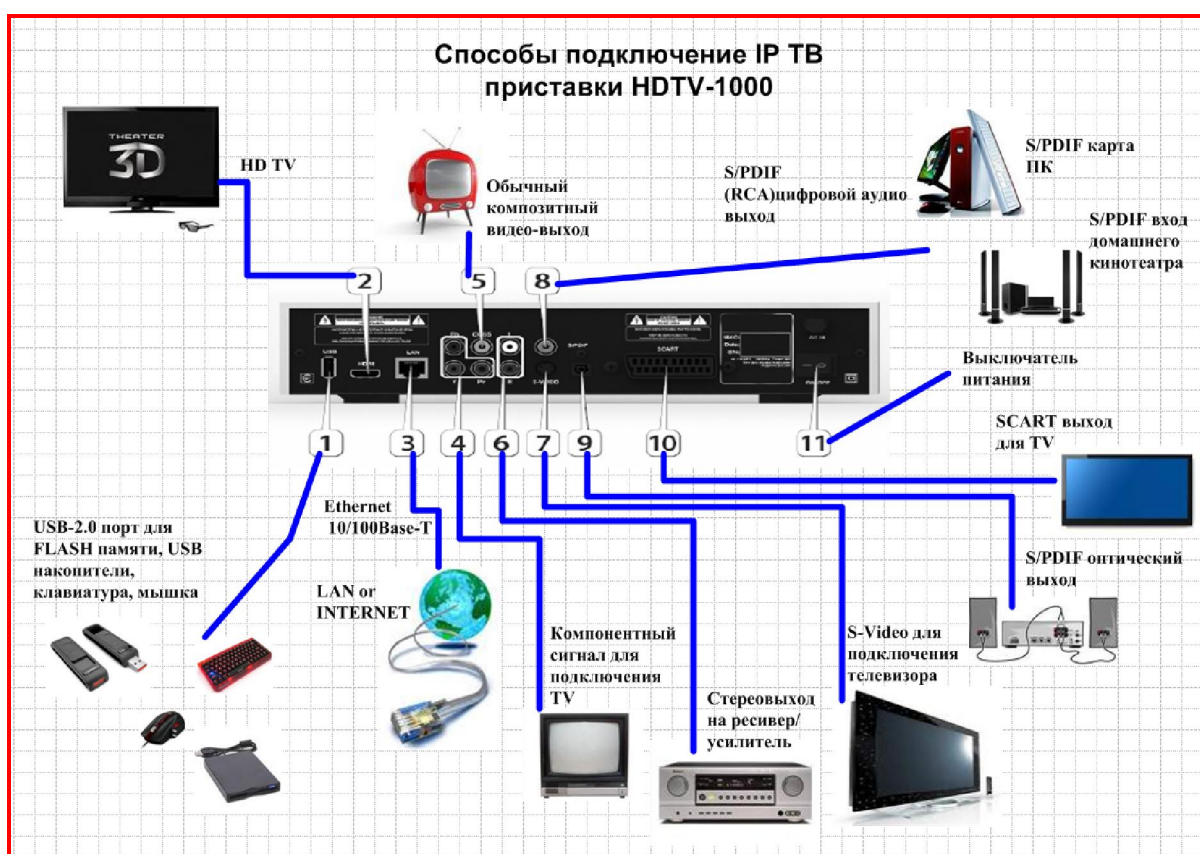 Способы подключение IP ТВ
приставки HDTV-1000
THEATER
3D
HD TV
Обычный
композитный
видео-выход
S/PDIF
(RCA)цифровой аудио
выход
S/PDIF карта
ПК
S/PDIF вход
домашнего
кинотеатра
2
5
8
USB
HDMI
LAN
CVBS
L
Y
Pr
R
S-VIDEO
S/PDIF
SCART
Выключатель
питания
SCART выход
для TV
1
3
4
6
7
9
10
11
Ethernet
10/100Base-T
USB-2.0 порт для
FLASH памяти, USB
накопители,
клавиатура, мышка
LAN or
INTERNET
Компонентный
сигнал для
подключения
TV
Стереовыход
на ресивер/
усилитель
S-Video для
подключения
телевизора
S/PDIF оптический
выход